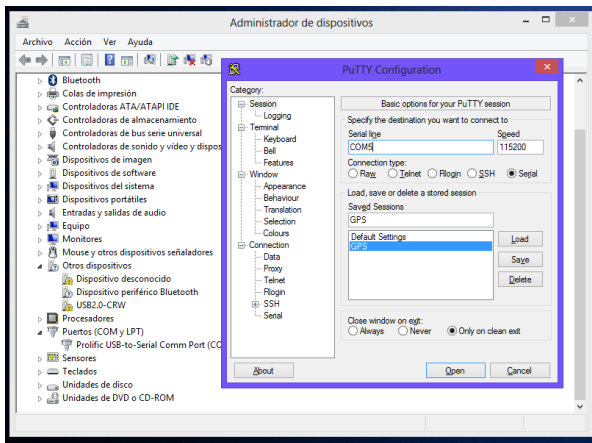 Administrador de dispositivos
Archivo Acción Ver Ayuda
Bluetooth
Colas de impresión
Controladoras ATA/ATAPI IDE
Controladoras de almacenamiento
Controladoras de bus serie universal
Controladoras de sonido y vídeo y dispos
Dispositivos de imagen
Dispositivos de software
Dispositivos del sistema
Dispositivos portátiles
Entradas y salidas de audio
Equipo
Monitores
Mouse y otros dispositivos señaladores
Otros dispositivos
Dispositivo desconocido
Dispositivo periférico Bluetooth
USB2.0-CRW
Procesadores
Puertos (COM y LPT)
Prolific USB-to-Serial Comm Port (CO
Sensores
Teclados
Unidades de disco
Unidades de DVD o CD-ROM
PuTTY Configuration
Category:
Session
Logging
Terminal
Keyboard
Bell
Features
Window
Appearance
Behaviour
Translation
Selection
Colours
Connection
Data
Proxy
Telnet
Rlogin
SSH
Serial
Basic options for your PuTTY session
Specify the destination you want to connect to
Serial line Speed
COM5 115200
Connection type:
Raw Telnet Rlogin SSH Serial
Load, save or delete a stored session
Saved Sessions
GPS
Default Settings
GPS
Load
Save
Delete
Close window on exit:
Always Never Only on clean exit
About Open Cancel